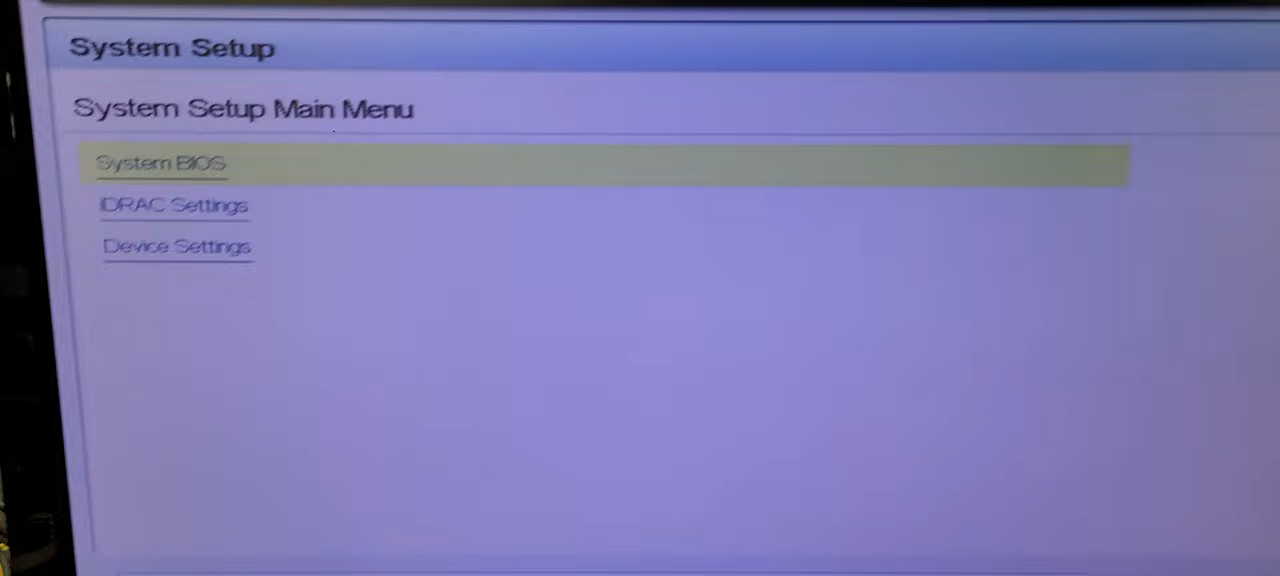 System Setup
System Setup Main Menu
System BIOS
iDRAC Settings
Device Settings